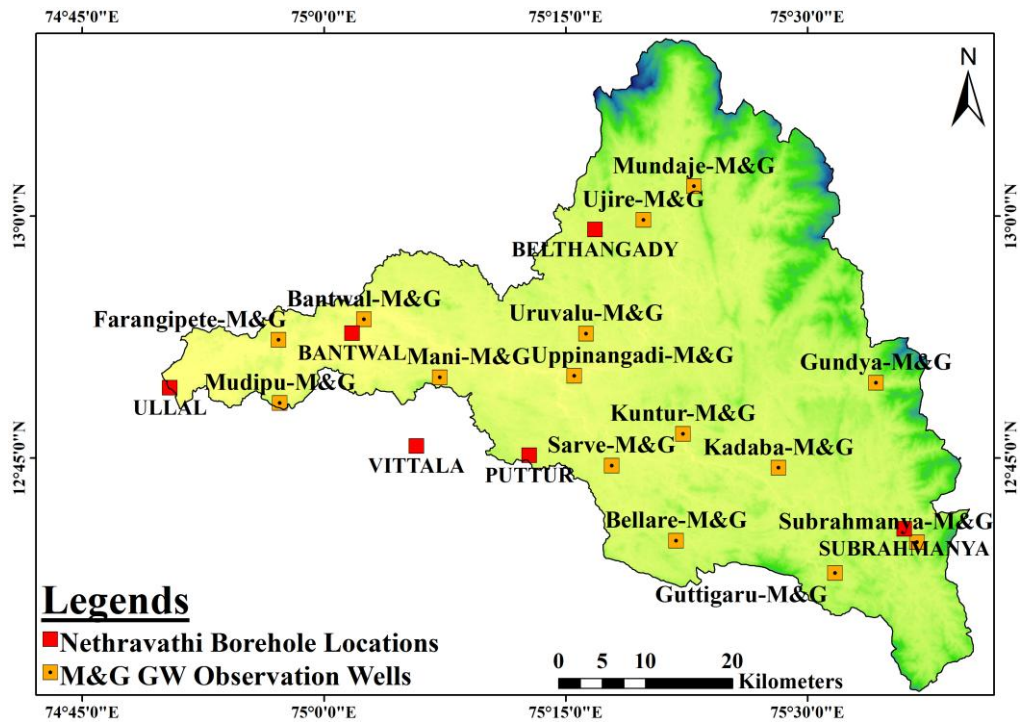 74°45'0"E
75°0'0"E
75°15'0"E
75°30'0"E
N
Mundaje-M&G
13°0'0"N
13°0'0"N
Ujire-M&G
BELTHANGADY
Bantwal-M&G
Farangipete-M&G
Uruvalu-M&G
BANTWAL
Mani-M&G
Uppinangadi-M&G
Gundya-M&G
Mudipu-M&G
ULLAL
Kuntur-M&G
Sarve-M&G
Kadaba-M&G
12°45'0"N
12°45'0"N
VITTALA
PUTTUR
Bellare-M&G
Subrahmanya-M&G
SUBRAHMANYA
Guttigaru-M&G
Legends
Nethravathi Borehole Locations
M&G GW Observation Wells
0 5 10 20
Kilometers
74°45'0"E
75°0'0"E
75°15'0"E
75°30'0"E